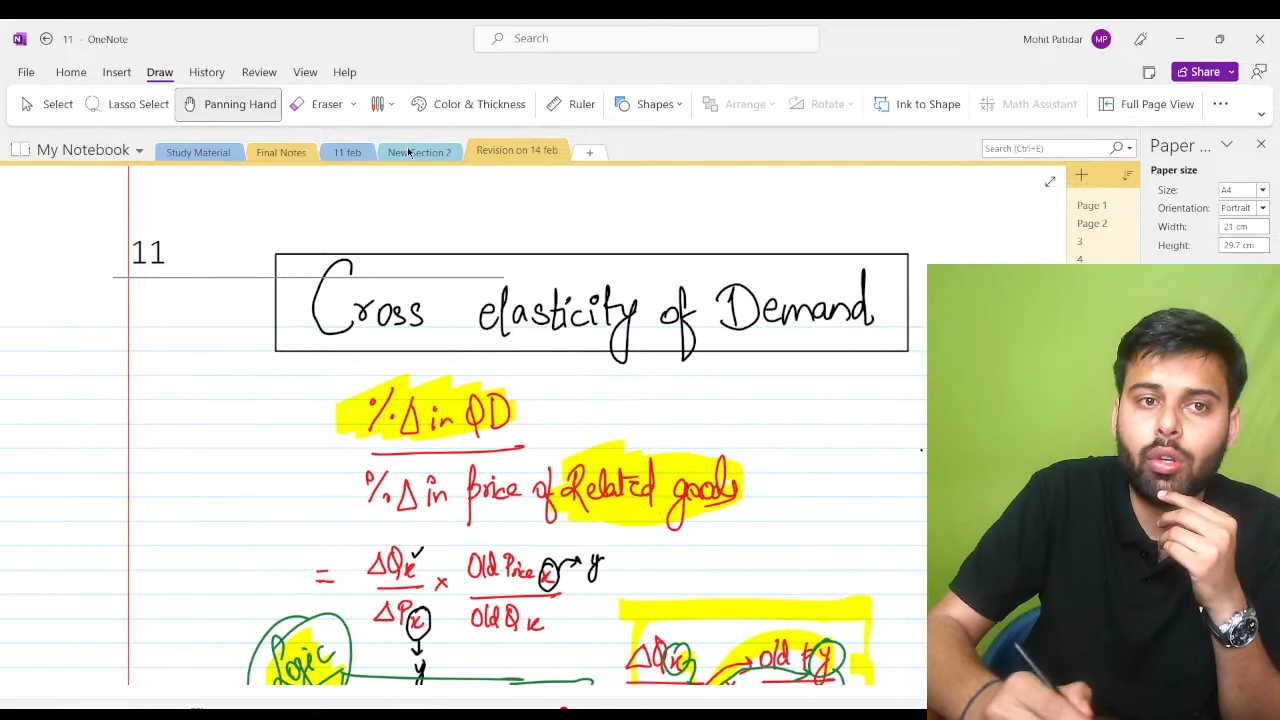 11 - OneNote
Search
Mohit Patidar MP
File Home Insert Draw History Review View Help
Share
Select Lasso Select Panning Hand Eraser Color & Thickness Ruler Shapes Arrange Rotate Ink to Shape Math Assistant Full Page View
My Notebook
Study Material Final Notes 11 feb New Section 2 Revision on 14 feb +
Search (Ctrl+E)
Paper ...
Paper size
Size: A4
Orientation: Portrait
Width: 21 cm
Height: 29.7 cm
Page 1
Page 2
3
4
11
Cross elasticity of Demand
% Δ in QD
% Δ in price of Related goods
= ΔQx × Old Price x → y
ΔPx Old Qx
y
Logic
ΔQx Old Py